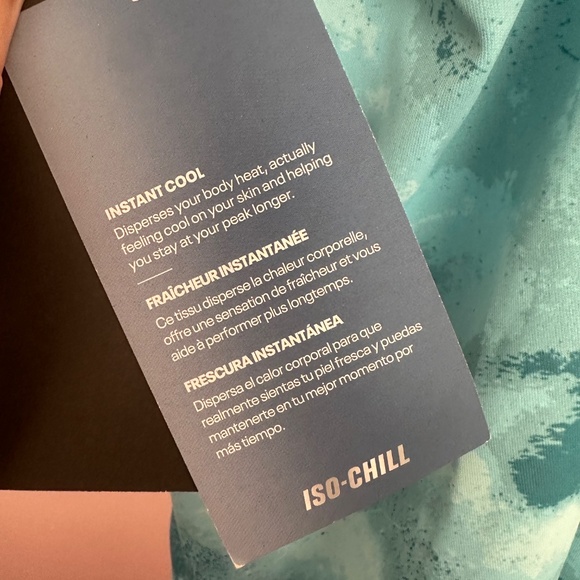 INSTANT COOL
Disperses your body heat, actually
feeling cool on your skin and helping
you stay at your peak longer.
FRAÎCHEUR INSTANTANÉE
Ce tissu disperse la chaleur corporelle,
offre une sensation de fraîcheur et vous
aide à performer plus longtemps.
FRESCURA INSTANTÁNEA
Dispersa el calor corporal para que
realmente sientas tu piel fresca y puedas
mantenerte en tu mejor momento por
más tiempo.
ISO-CHILL